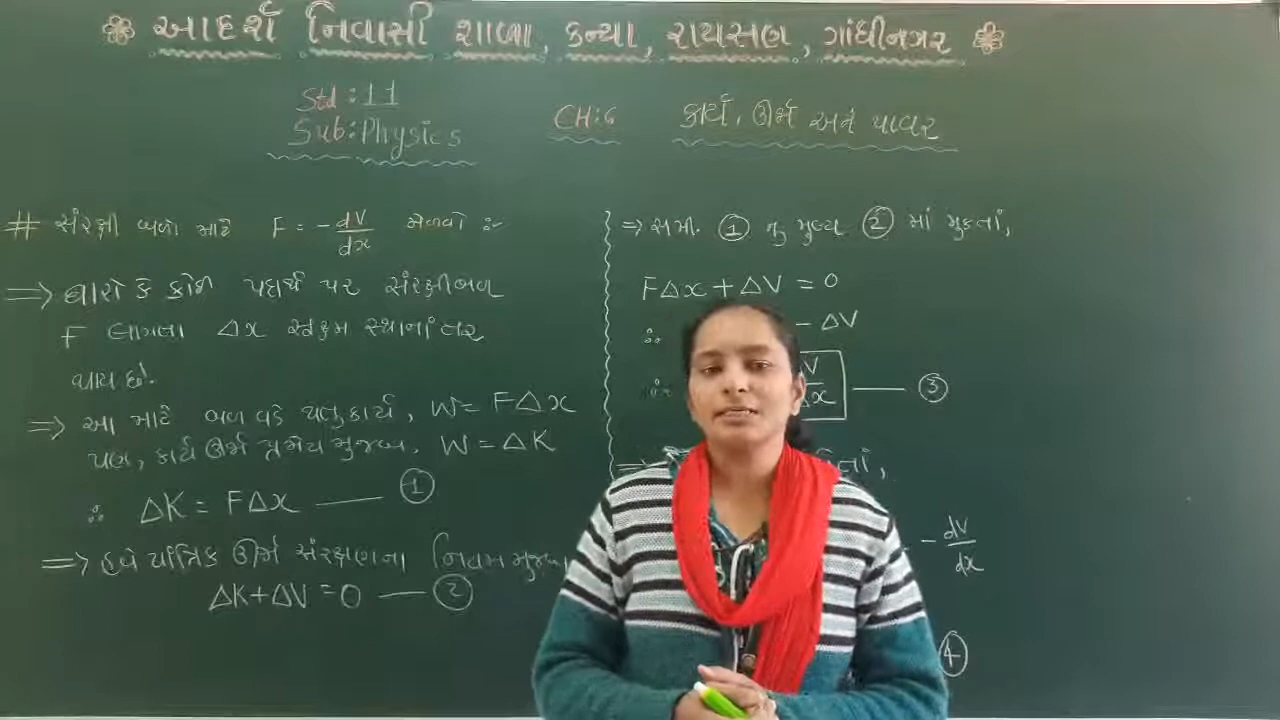 આદર્શ નિવાસી શાળા, કન્યા, રાયસણ, ગાંધીનગર
Std : 11
Sub : Physics
CH : 6
કાર્ય, ઊર્જા અને પાવર
# સંરક્ષી બળો માટે F = - dV/dx મેળવો :-
⇒ ધારો કે કોઈ પદાર્થ પર સંરક્ષીબળ
F લાગતા Δx સૂક્ષ્મ સ્થાનાંતર
થાય છે.
⇒ આ માટે બળ વડે થતુ કાર્ય, W = FΔx
પણ, કાર્ય ઊર્જા પ્રમેય મુજબ, W = ΔK
∴ ΔK = FΔx —— ①
⇒ હવે યાંત્રિક ઊર્જા સંરક્ષણના નિયમ મુજબ
ΔK+ΔV = 0 —— ②
⇒ સમી. ① નુ મુલ્ય ② માં મુકતાં,
FΔx + ΔV = 0
∴ - ΔV
∴ V/Δx —— ③
⇒
- dV/dx
④